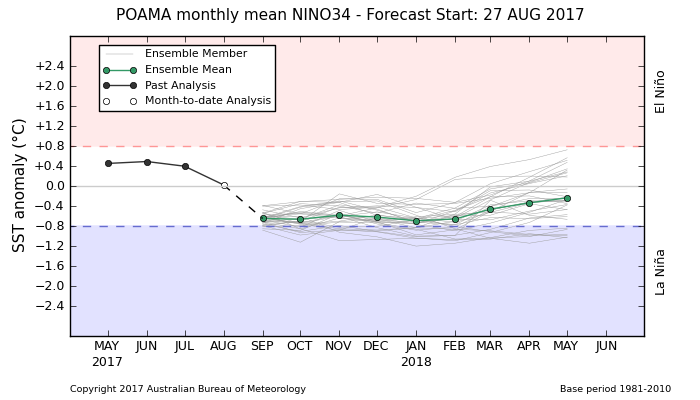 POAMA monthly mean NINO34 - Forecast Start: 27 AUG 2017
SST anomaly (°C)
+2.4
+2.0
+1.6
+1.2
+0.8
+0.4
0.0
−0.4
−0.8
−1.2
−1.6
−2.0
−2.4
Ensemble Member
Ensemble Mean
Past Analysis
Month-to-date Analysis
El Niño
La Niña
MAY JUN JUL AUG SEP OCT NOV DEC JAN FEB MAR APR MAY JUN
2017 2018
Copyright 2017 Australian Bureau of Meteorology Base period 1981-2010